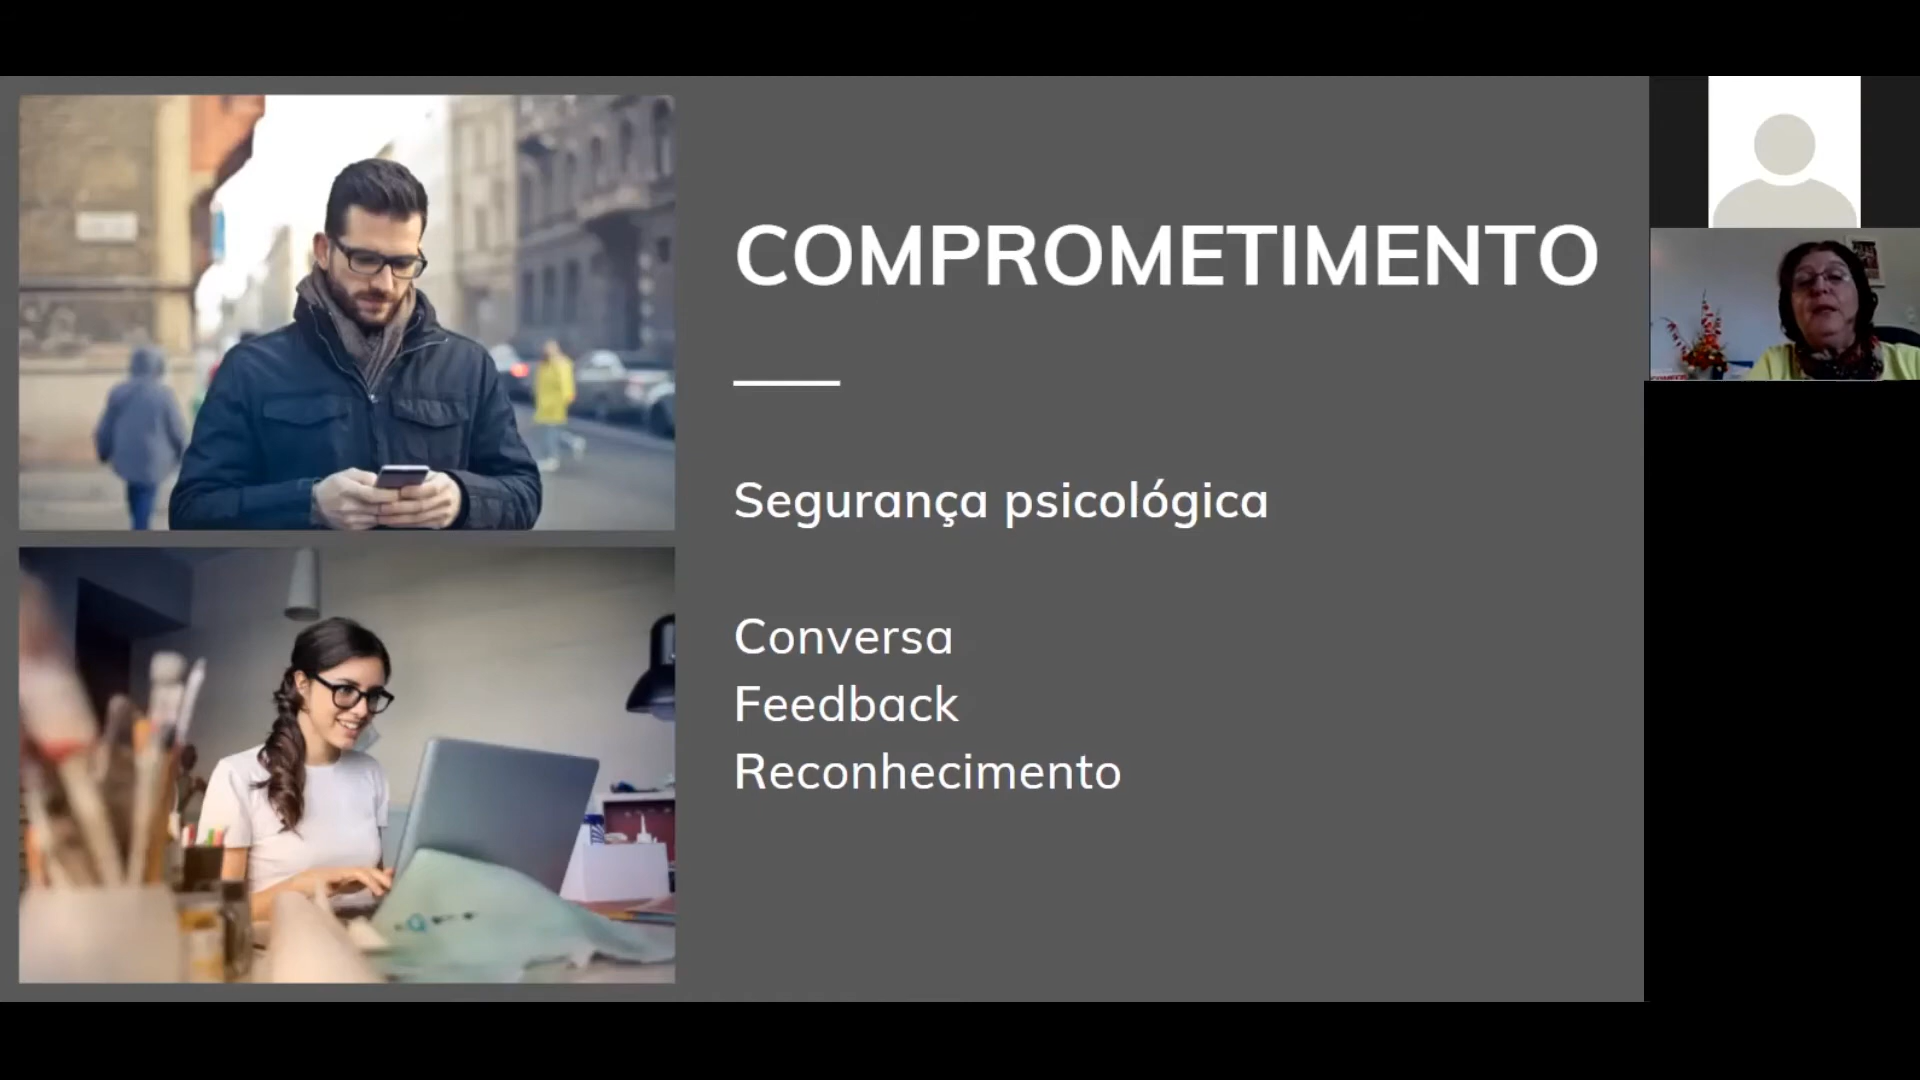 COMPROMETIMENTO
Segurança psicológica
Conversa
Feedback
Reconhecimento